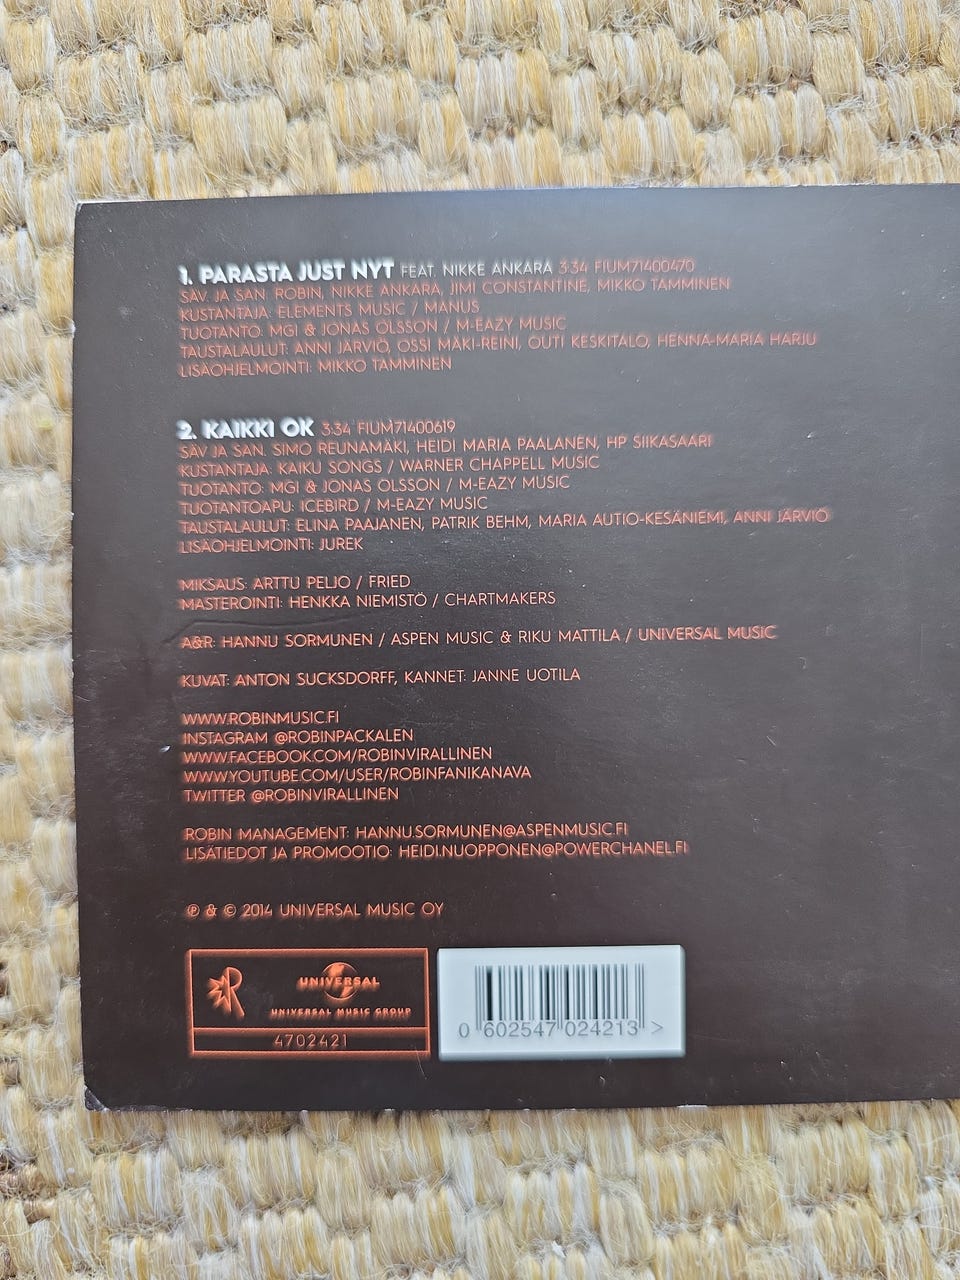 1. PARASTA JUST NYT FEAT. NIKKE ANKARA 3:34 FIUM71400470
SÄV. JA SAN. ROBIN, NIKKE ANKARA, JIMI CONSTANTINE, MIKKO TAMMINEN
KUSTANTAJA: ELEMENTS MUSIC / MANUS
TUOTANTO: MGI & JONAS OLSSON / M-EAZY MUSIC
TAUSTALAULUT: ANNI JÄRVIÖ, OSSI MÄKI-REINI, OUTI KESKITALO, HENNA-MARIA HARJU
LISÄOHJELMOINTI: MIKKO TAMMINEN
2. KAIKKI OK 3:34 FIUM71400619
SÄV JA SAN. SIMO REUNAMÄKI, HEIDI MARIA PAALANEN, HP SIIKASAARI
KUSTANTAJA: KAIKU SONGS / WARNER CHAPPELL MUSIC
TUOTANTO: MGI & JONAS OLSSON / M-EAZY MUSIC
TUOTANTOAPU: ICEBIRD / M-EAZY MUSIC
TAUSTALAULUT: ELINA PAAJANEN, PATRIK BEHM, MARIA AUTIO-KESÄNIEMI, ANNI JÄRVIÖ
LISÄOHJELMOINTI: JUREK
MIKSAUS: ARTTU PELJO / FRIED
MASTEROINTI: HENKKA NIEMISTÖ / CHARTMAKERS
A&R: HANNU SORMUNEN / ASPEN MUSIC & RIKU MATTILA / UNIVERSAL MUSIC
KUVAT: ANTON SUCKSDORFF, KANNET: JANNE UOTILA
WWW.ROBINMUSIC.FI
INSTAGRAM @ROBINPACKALEN
WWW.FACEBOOK.COM/ROBINVIRALLINEN
WWW.YOUTUBE.COM/USER/ROBINFANIKANAVA
TWITTER @ROBINVIRALLINEN
ROBIN MANAGEMENT: HANNU.SORMUNEN@ASPENMUSIC.FI
LISÄTIEDOT JA PROMOOTIO: HEIDI.NUOPPONEN@POWERCHANEL.FI
℗ & © 2014 UNIVERSAL MUSIC OY
R UNIVERSAL
UNIVERSAL MUSIC GROUP
4702421
0 602547 024213 >